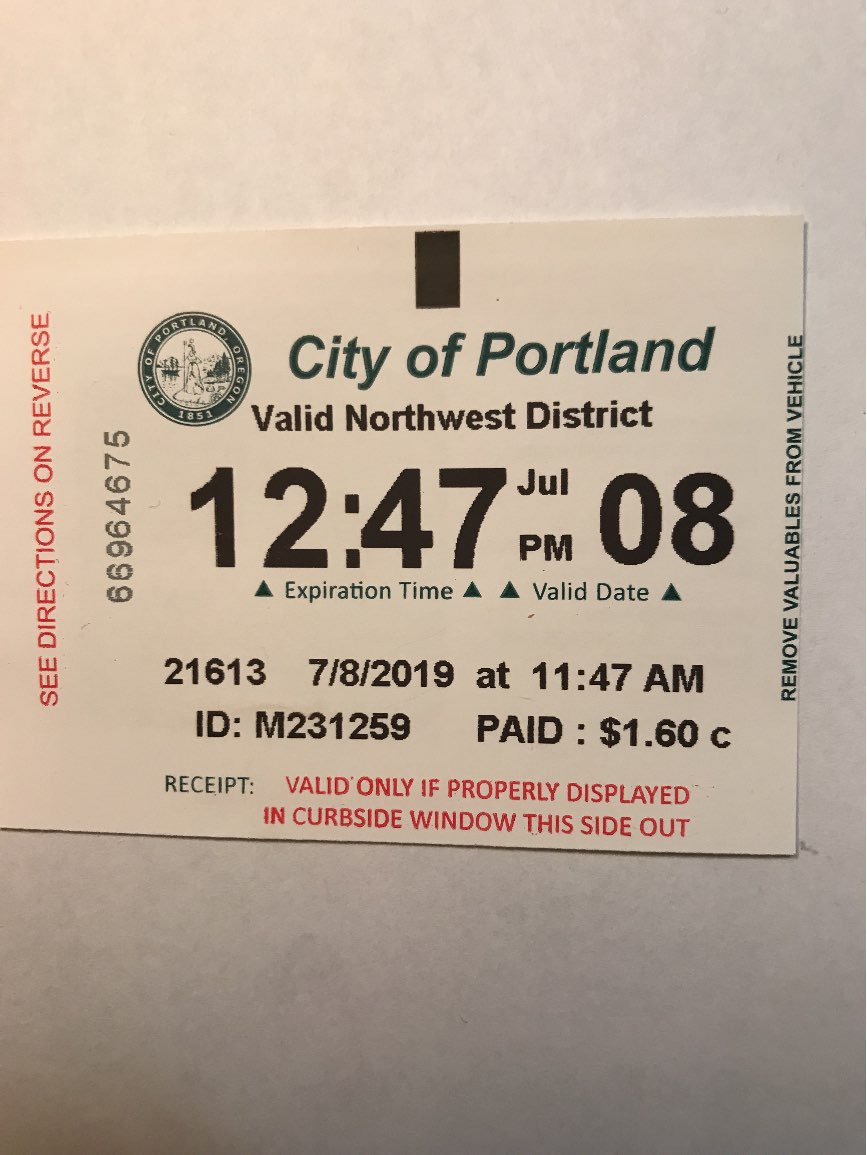 SEE DIRECTIONS ON REVERSE
66964675
CITY OF PORTLAND, OREGON
1851
City of Portland
Valid Northwest District
12:47 Jul PM 08
▲ Expiration Time ▲ ▲ Valid Date ▲
21613 7/8/2019 at 11:47 AM
ID: M231259 PAID : $1.60 c
RECEIPT: VALID ONLY IF PROPERLY DISPLAYED
IN CURBSIDE WINDOW THIS SIDE OUT
REMOVE VALUABLES FROM VEHICLE